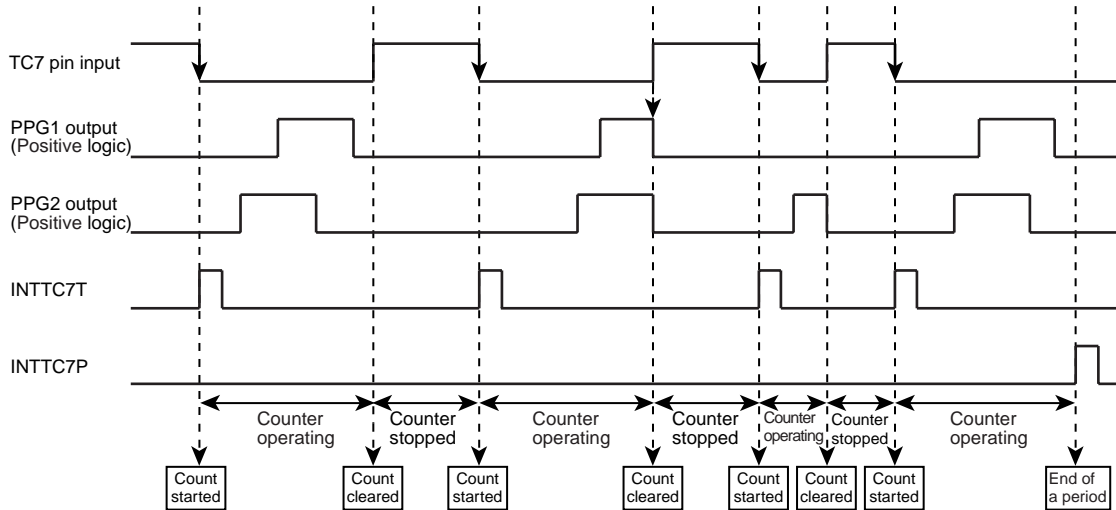 TC7 pin input
PPG1 output
(Positive logic)
PPG2 output
(Positive logic)
INTTC7T
INTTC7P
Counter
operating
Counter
stopped
Counter
operating
Counter
stopped
Counter
operating
Counter
stopped
Counter
operating
Count
started
Count
cleared
Count
started
Count
cleared
Count
started
Count
cleared
Count
started
End of
a period